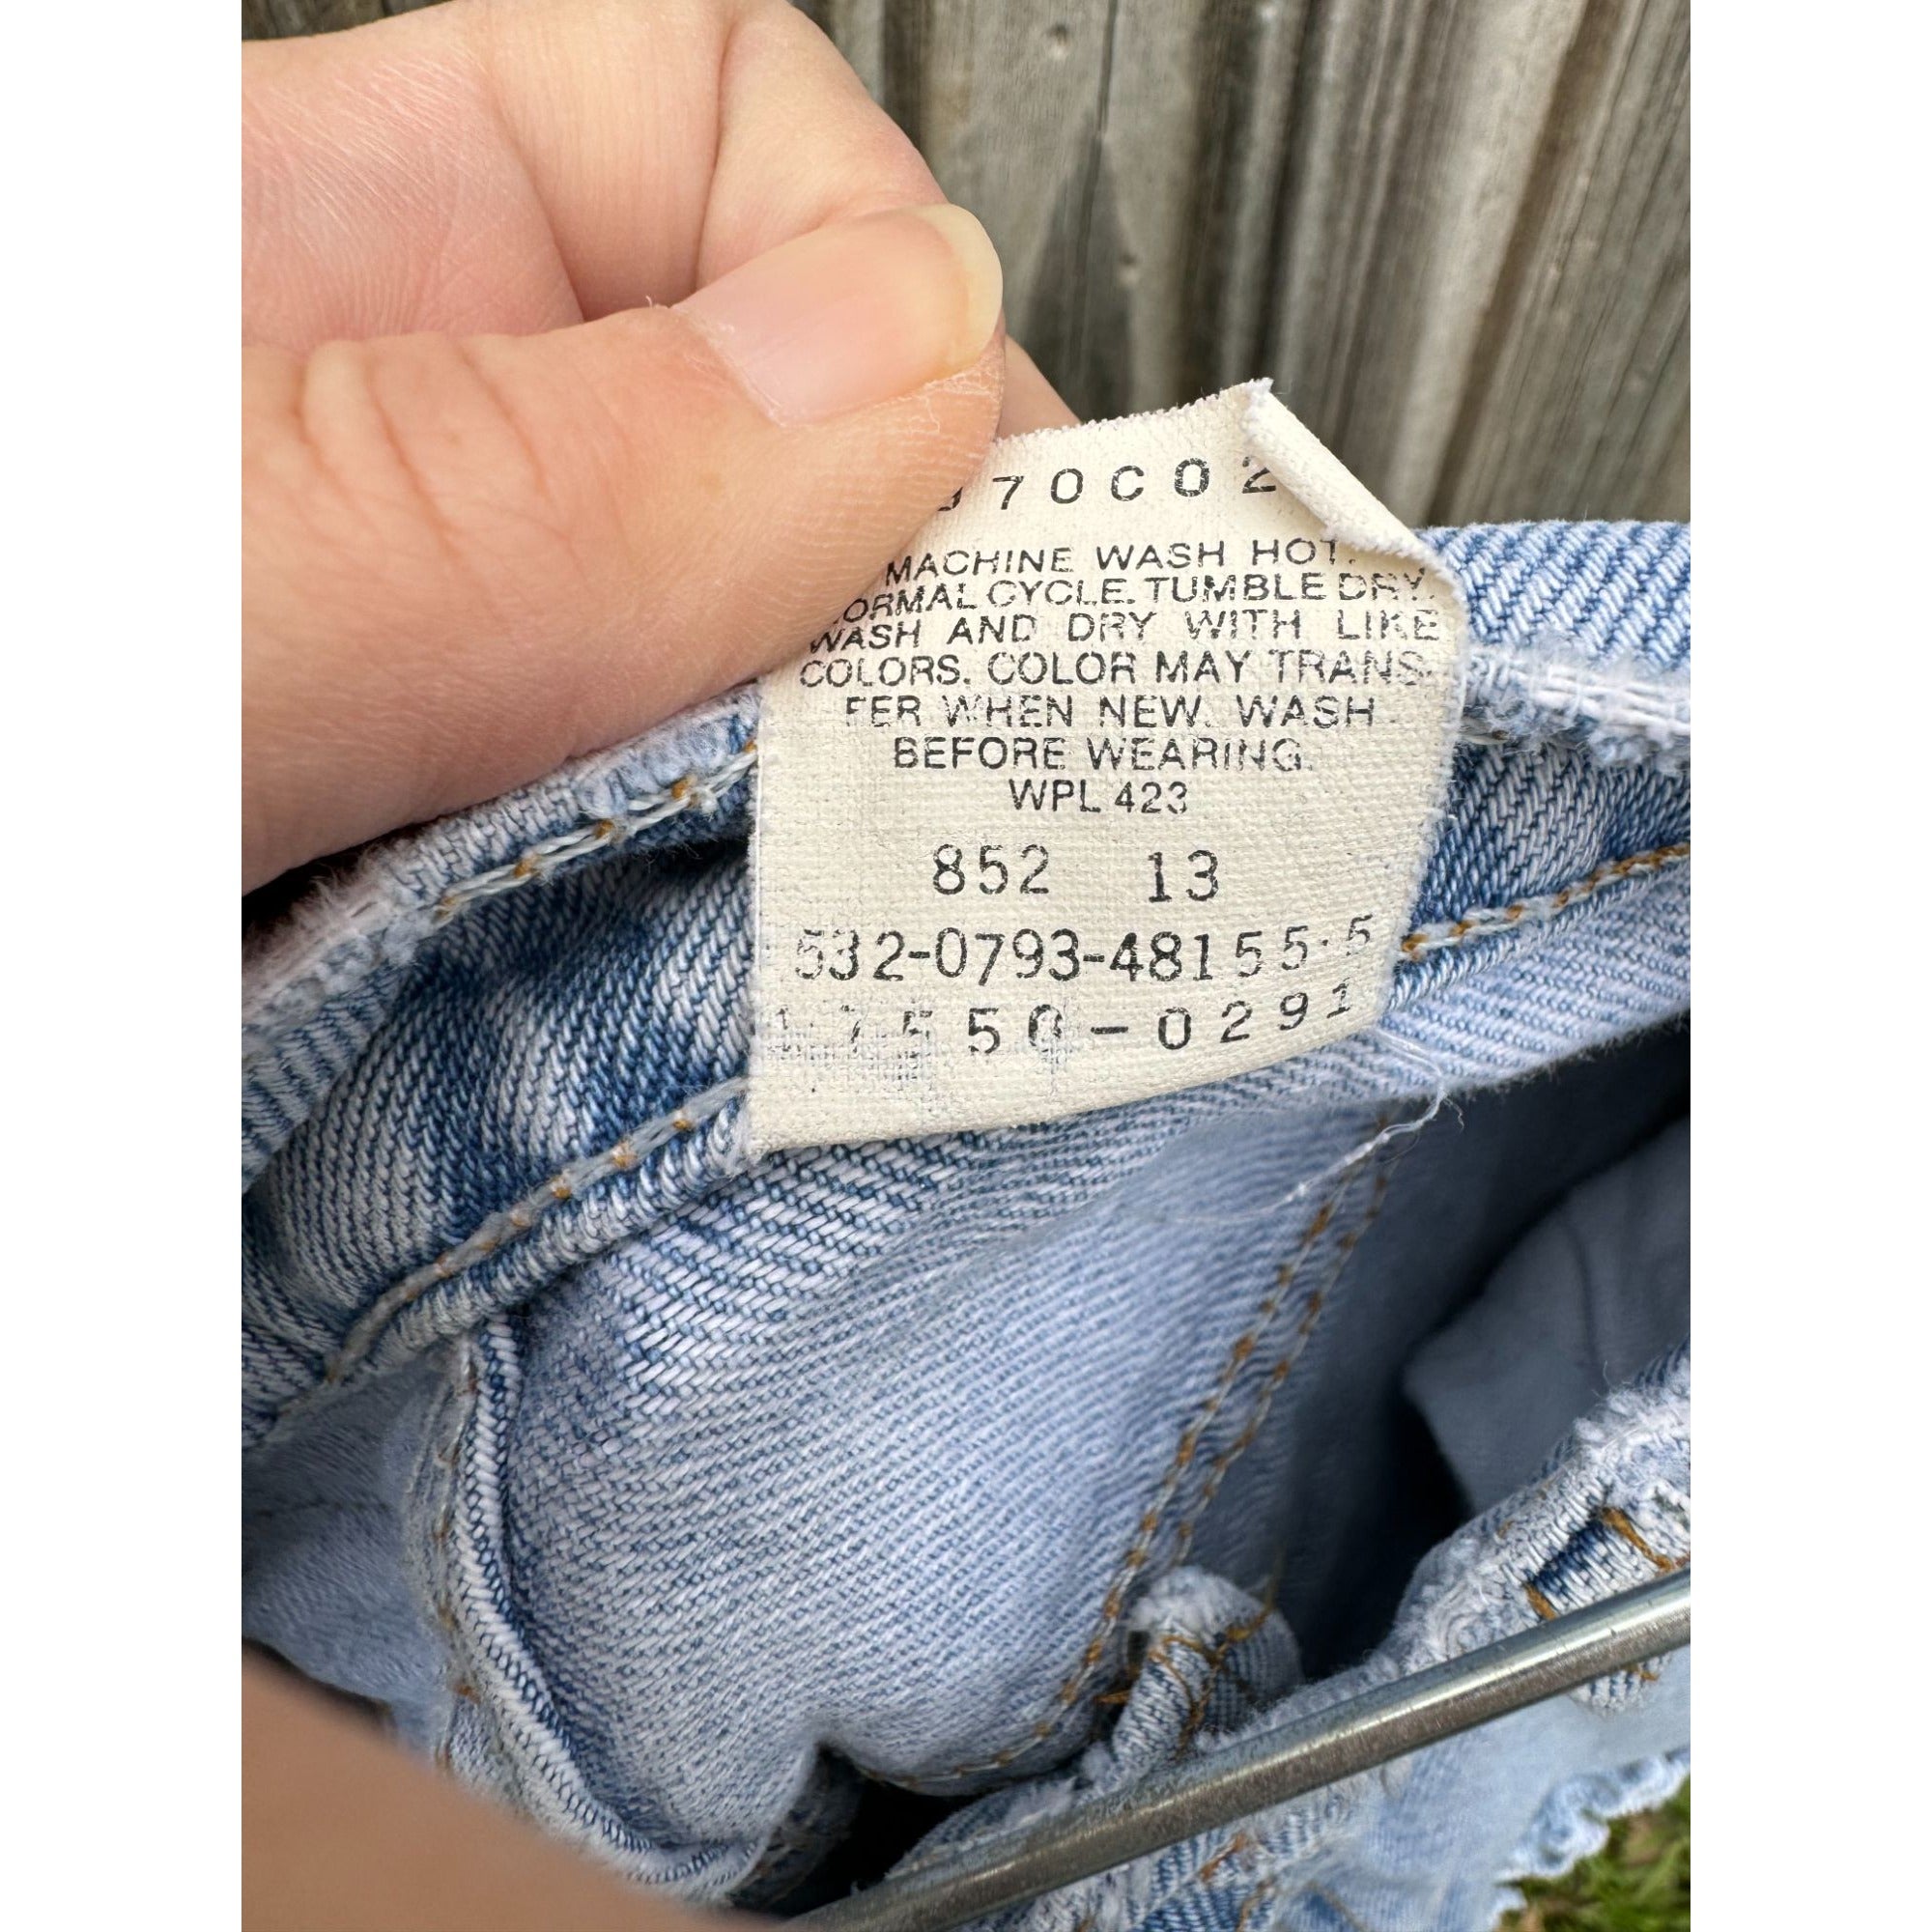 70C02
MACHINE WASH HOT.
ORMAL CYCLE. TUMBLE DRY.
WASH AND DRY WITH LIKE
COLORS. COLOR MAY TRANS-
FER WHEN NEW. WASH
BEFORE WEARING.
WPL 423
852 13
532-0793-48155·5
17550-0291